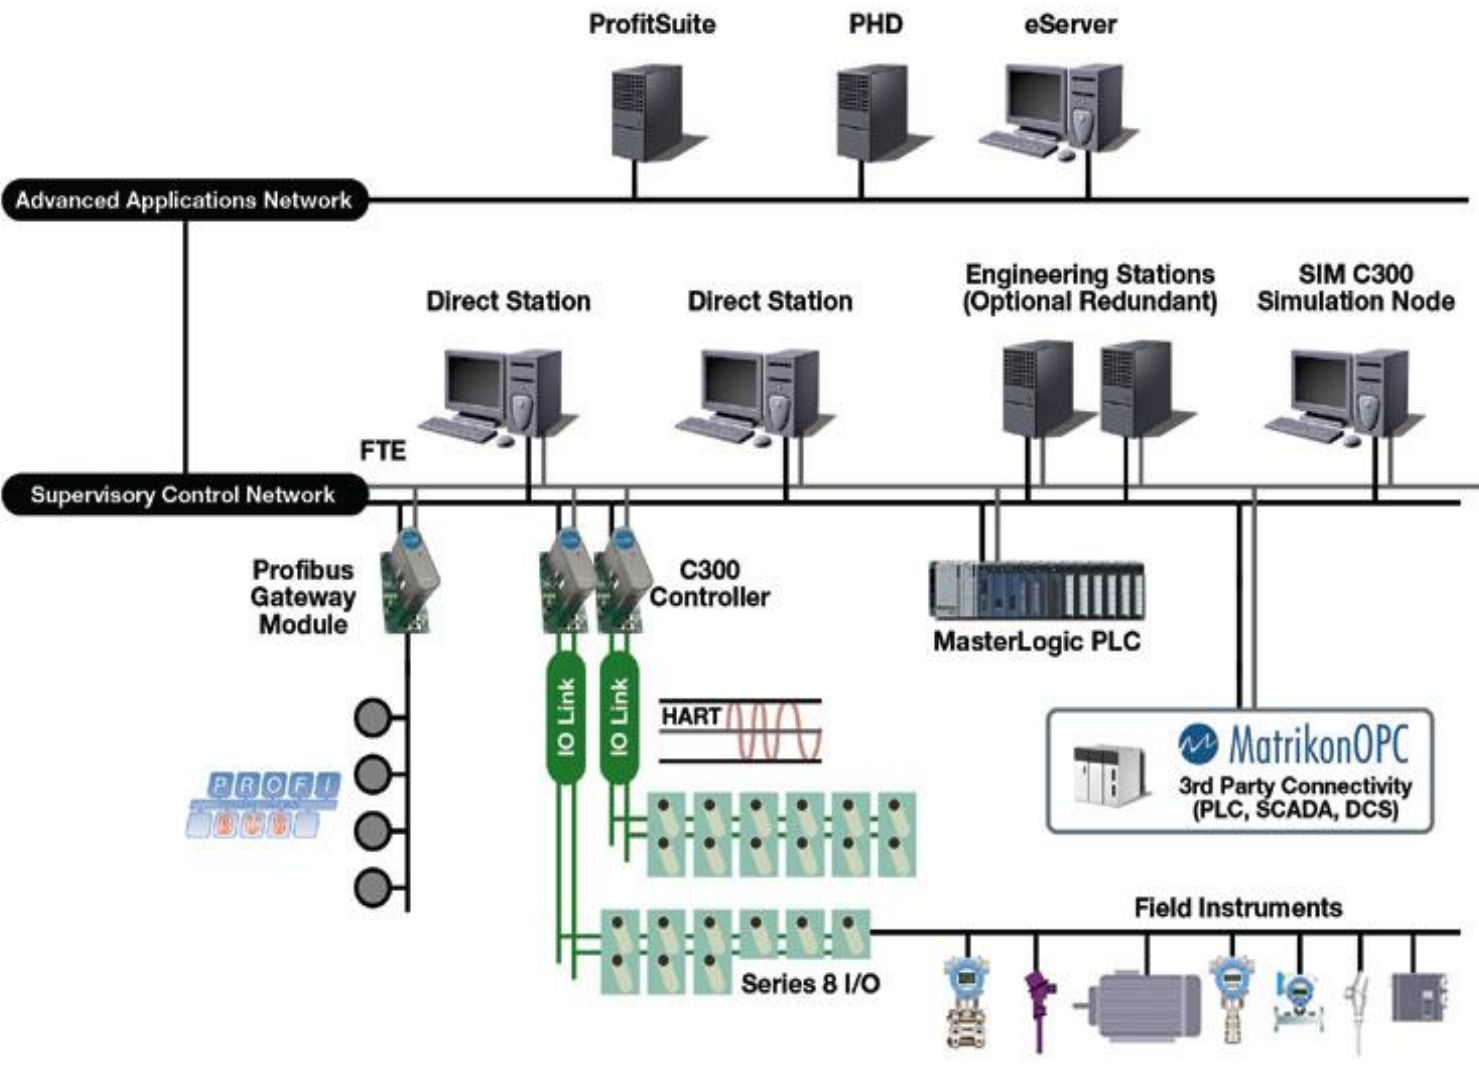 ProfitSuite
PHD
eServer
Advanced Applications Network
Direct Station
Direct Station
Engineering Stations
(Optional Redundant)
SIM C300
Simulation Node
FTE
Supervisory Control Network
Profibus
Gateway
Module
C300
Controller
MasterLogic PLC
IO Link
IO Link
HART
PROFI
BUS
MatrikonOPC
3rd Party Connectivity
(PLC, SCADA, DCS)
Field Instruments
Series 8 I/O